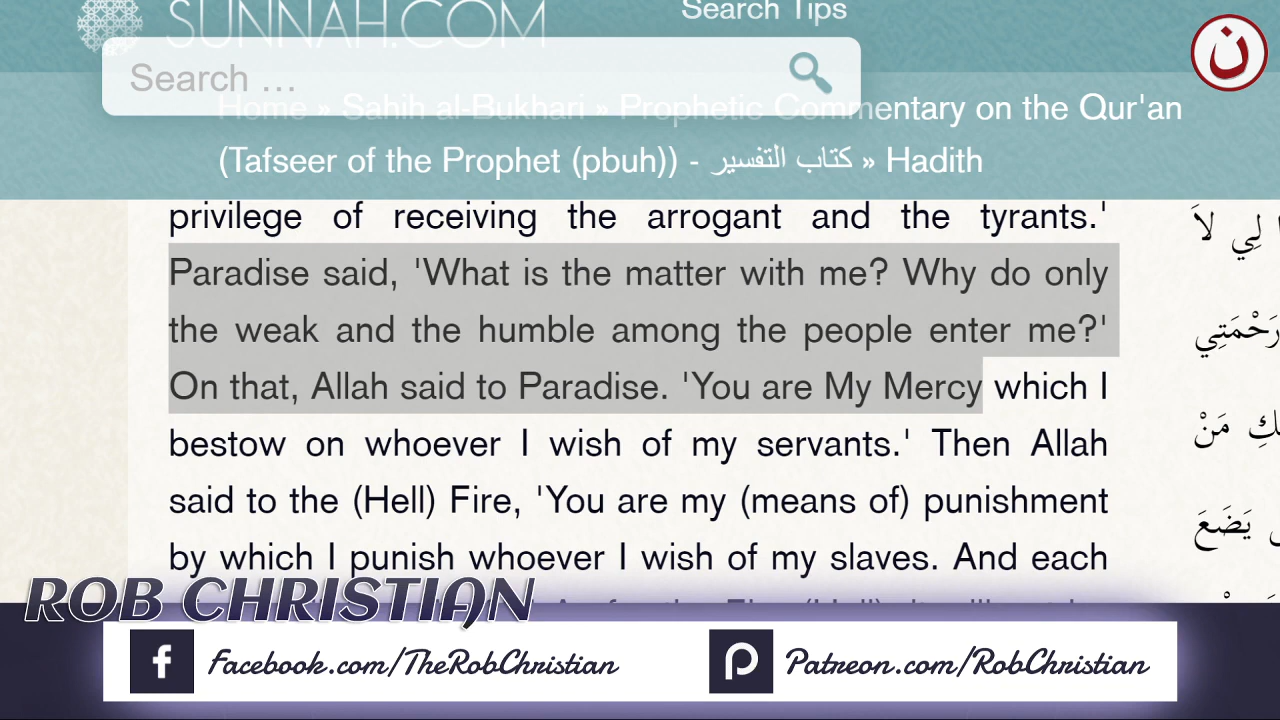 SUNNAH.COM
Search Tips
Search ...
ن
Home » Sahih al-Bukhari » Prophetic Commentary on the Qur'an
(Tafseer of the Prophet (pbuh)) - كتاب التفسير » Hadith
privilege of receiving the arrogant and the tyrants.'
Paradise said, 'What is the matter with me? Why do only
the weak and the humble among the people enter me?'
On that, Allah said to Paradise. 'You are My Mercy which I
bestow on whoever I wish of my servants.' Then Allah
said to the (Hell) Fire, 'You are my (means of) punishment
by which I punish whoever I wish of my slaves. And each
لِي لاَ
رَحْمَتِي
مَنْ
يَضَعَ
ROB CHRISTIAN
Facebook.com/TheRobChristian
Patreon.com/RobChristian